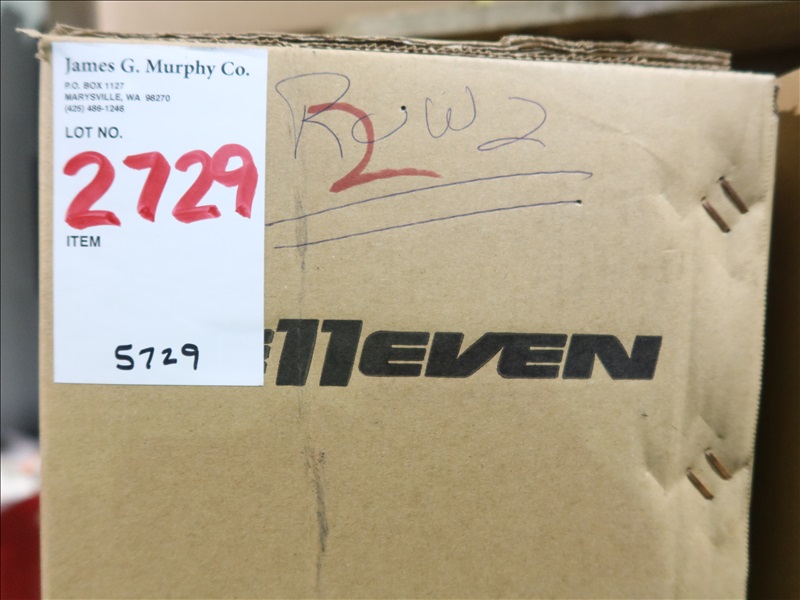 James G. Murphy Co.
P.O. BOX 1127
MARYSVILLE, WA 98270
(425) 486-1246
LOT NO.
2729
ITEM
5729
Row 2
2
E11EVEN